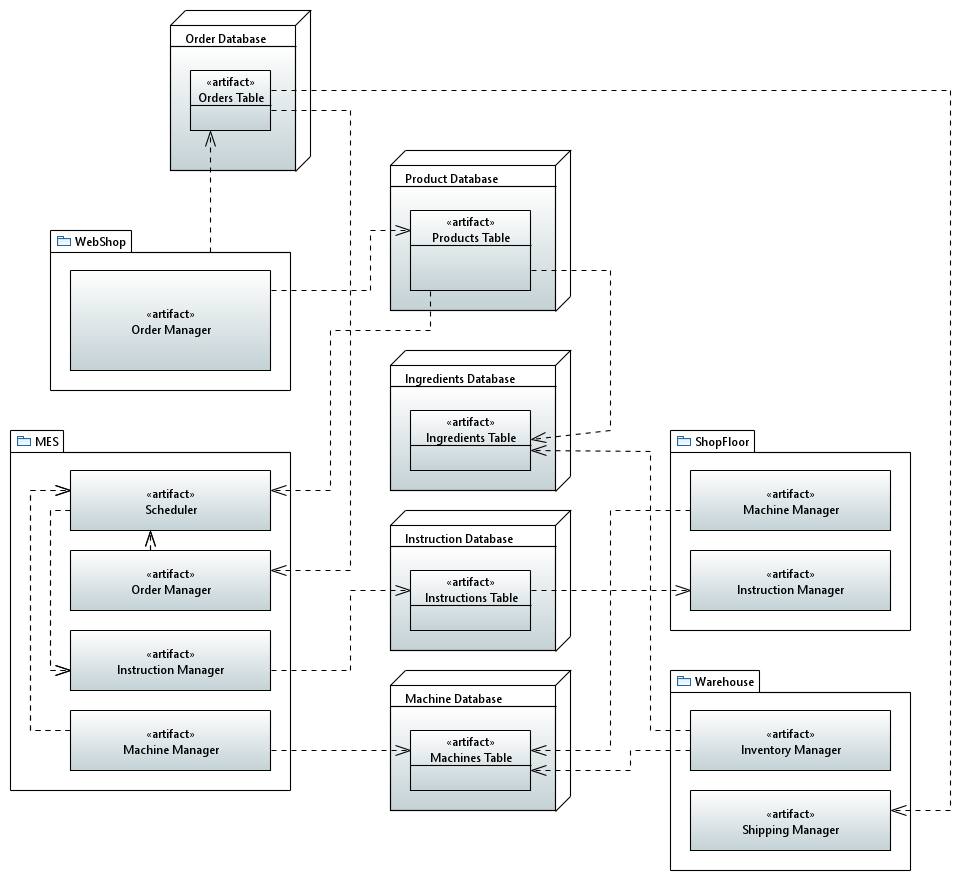 Order Database
«artifact»
Orders Table
Product Database
«artifact»
Products Table
WebShop
«artifact»
Order Manager
Ingredients Database
«artifact»
Ingredients Table
MES
«artifact»
Scheduler
«artifact»
Order Manager
«artifact»
Instruction Manager
«artifact»
Machine Manager
Instruction Database
«artifact»
Instructions Table
Machine Database
«artifact»
Machines Table
ShopFloor
«artifact»
Machine Manager
«artifact»
Instruction Manager
Warehouse
«artifact»
Inventory Manager
«artifact»
Shipping Manager